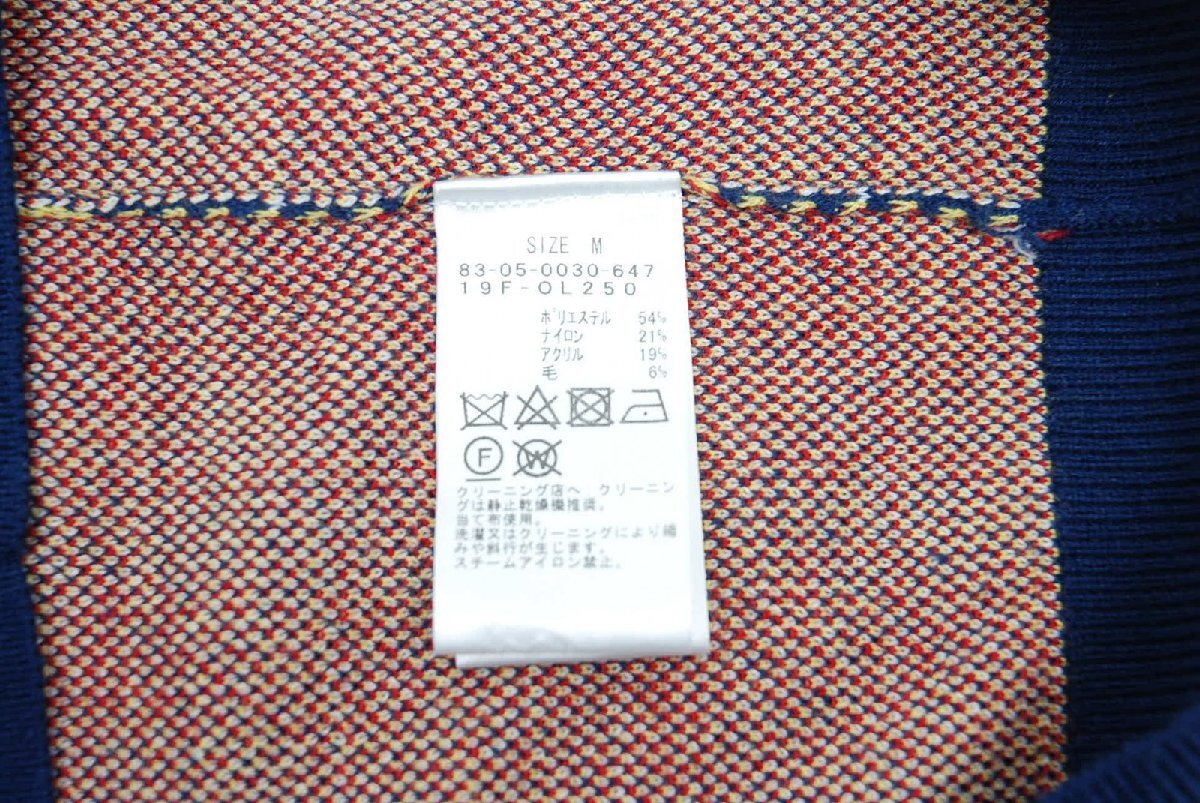 SIZE M
83-05-0030-647
19F-OL250
ポリエステル 54%
ナイロン 21%
アクリル 19%
毛 6%
F W
クリーニング店へ クリーニン
グは静止乾燥機推奨。
当て布使用。
洗濯又はクリーニングにより縮
みや斜行が生じます。
スチームアイロン禁止。